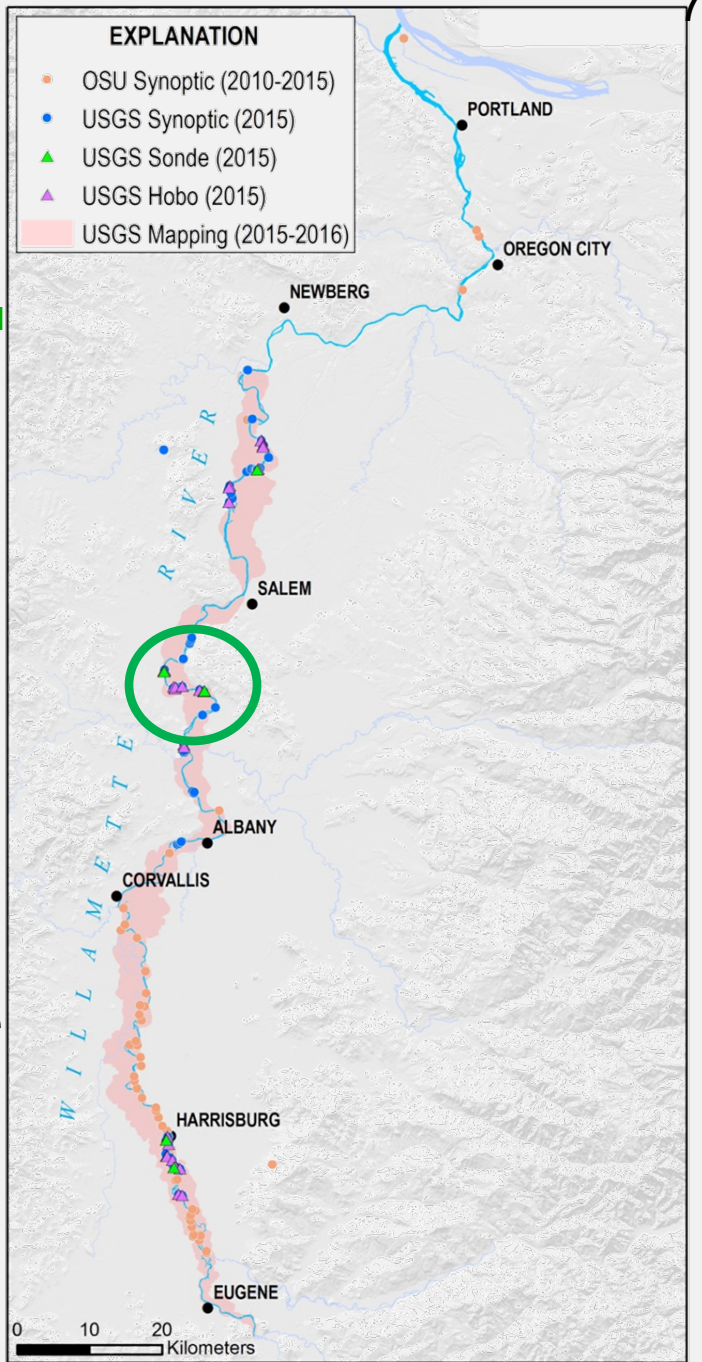 EXPLANATION
OSU Synoptic (2010-2015)
USGS Synoptic (2015)
USGS Sonde (2015)
USGS Hobo (2015)
USGS Mapping (2015-2016)
PORTLAND
OREGON CITY
NEWBERG
SALEM
ALBANY
CORVALLIS
HARRISBURG
EUGENE
WILLAMETTE RIVER
0 10 20
Kilometers